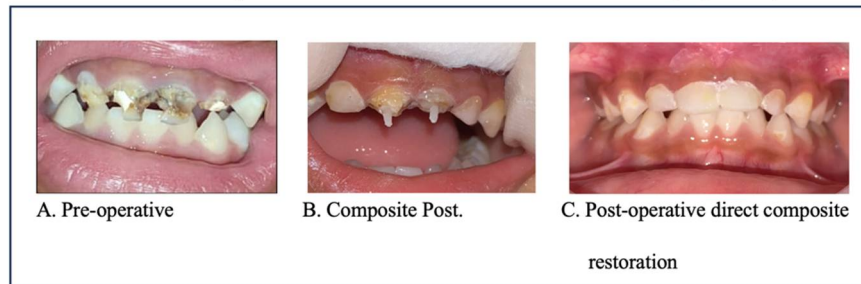 A. Pre-operative
B. Composite Post.
C. Post-operative direct composite
restoration